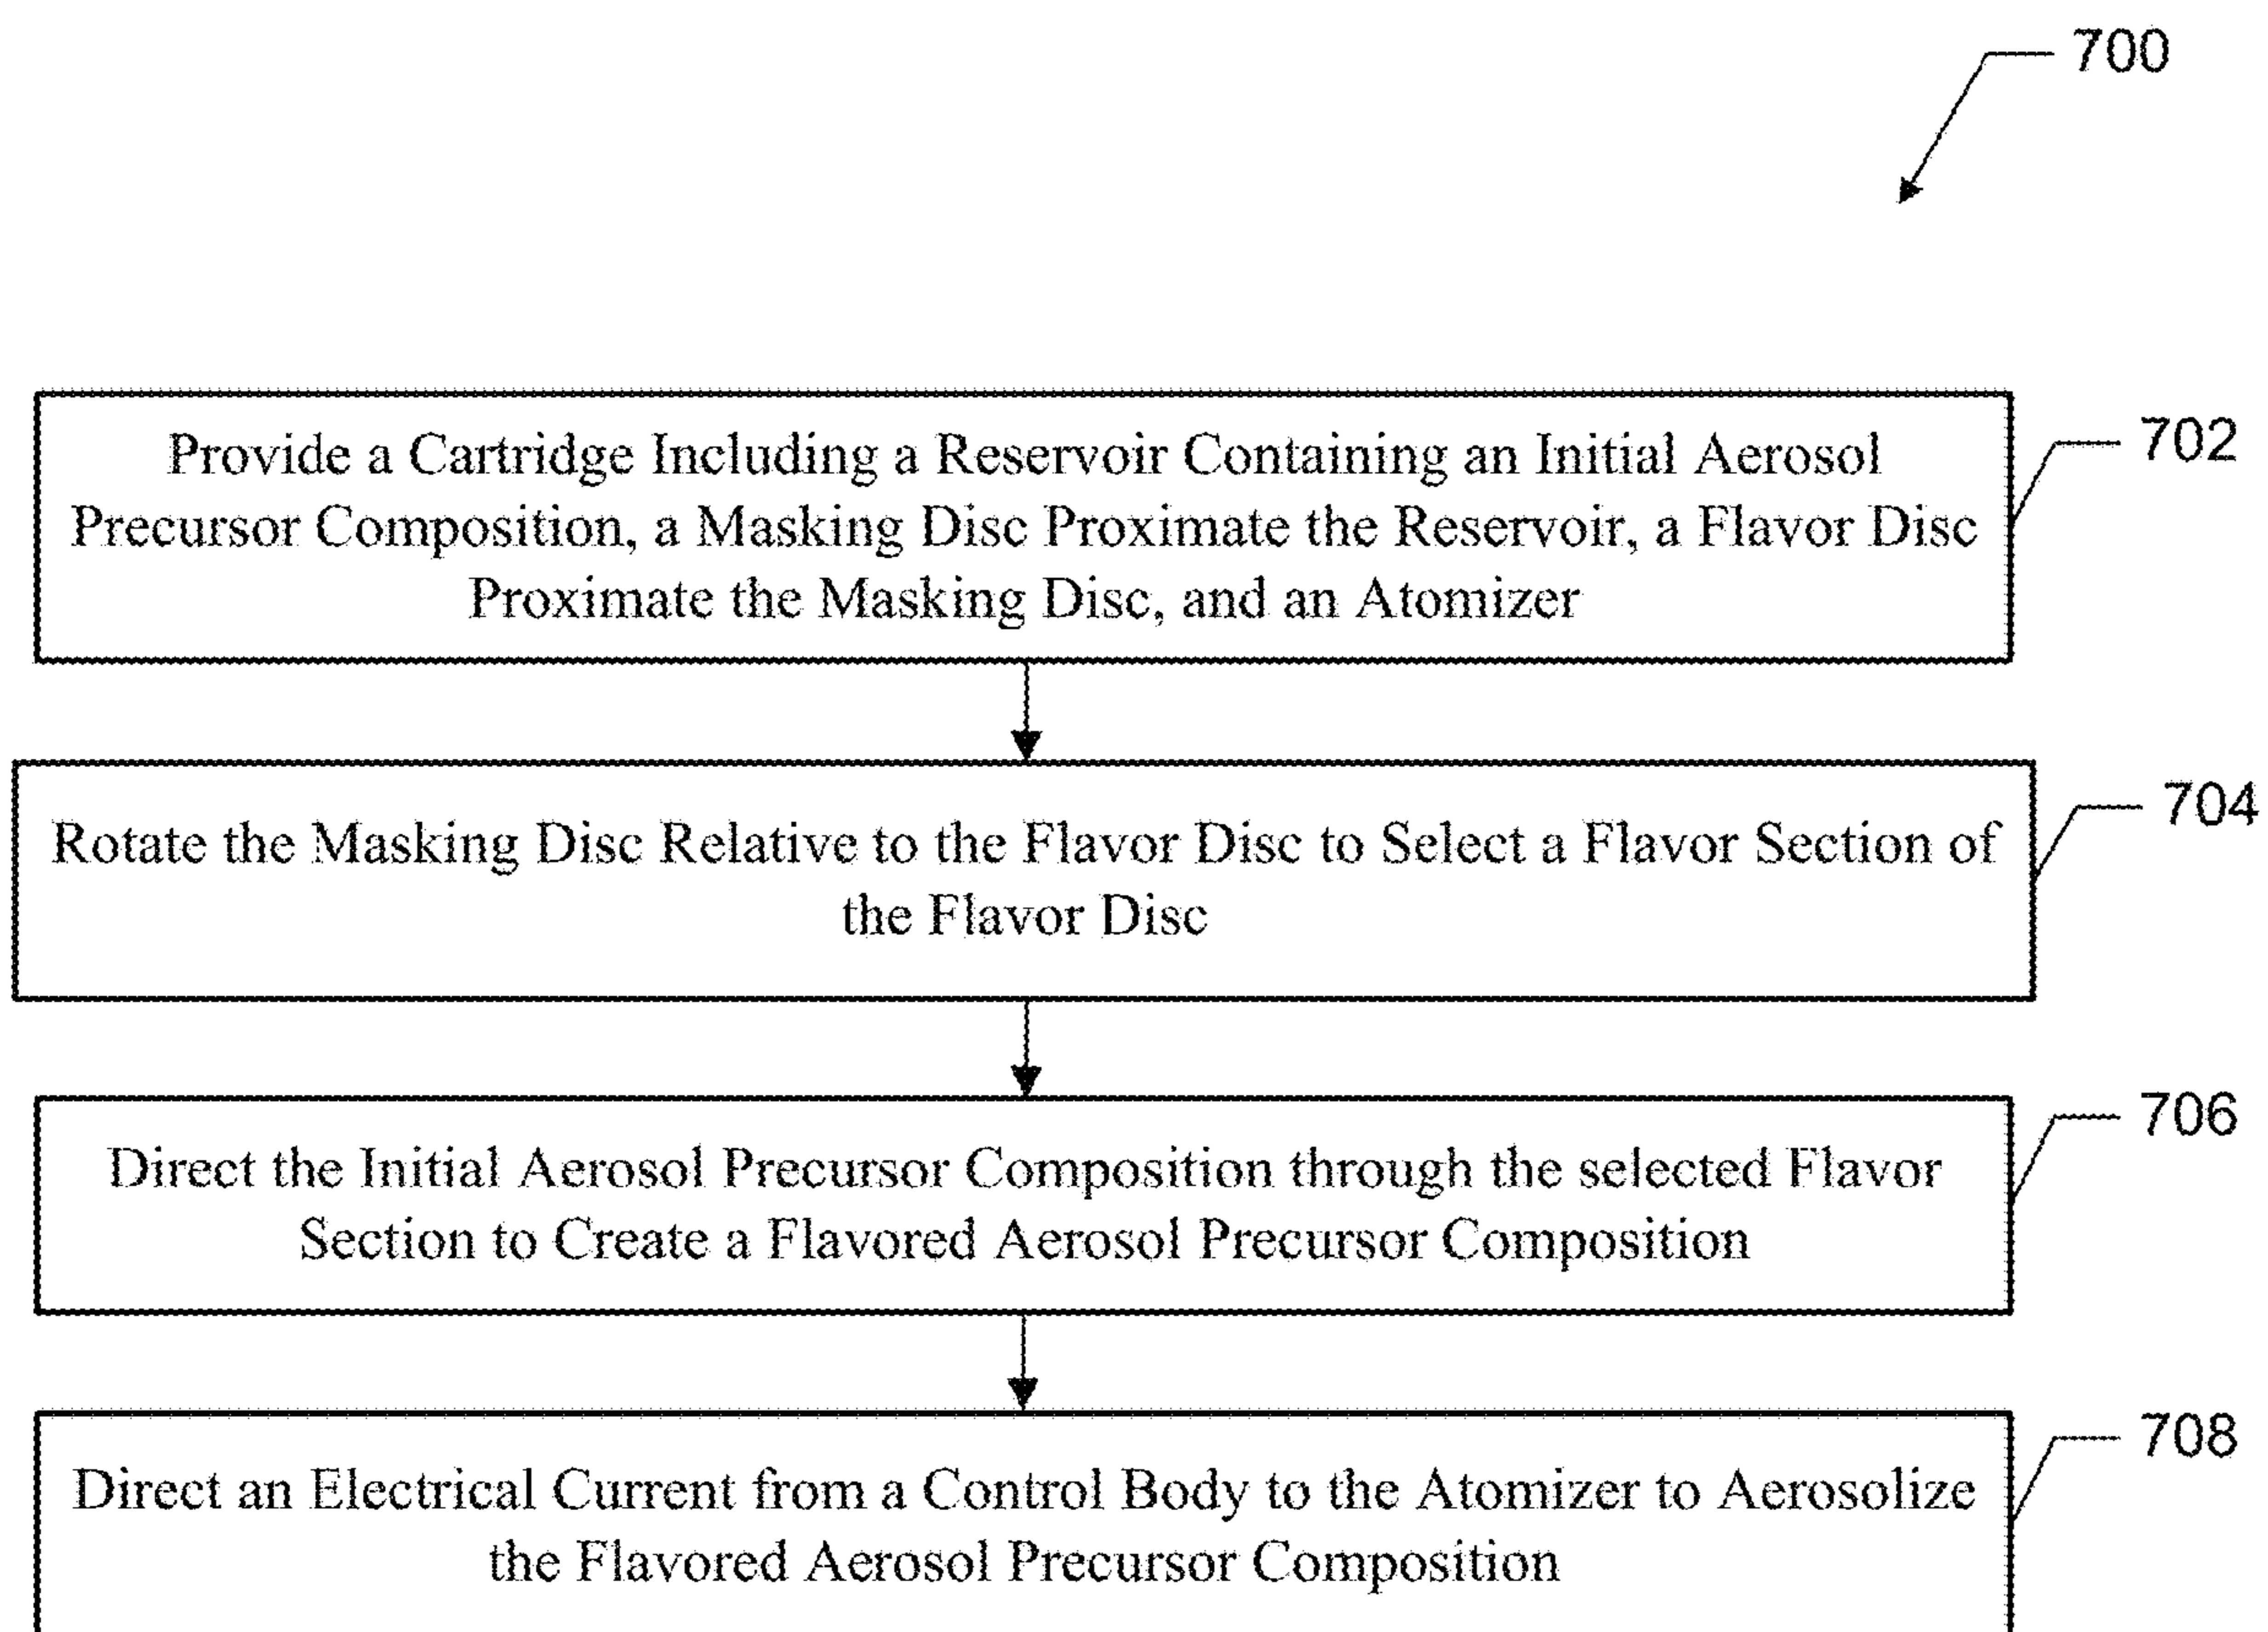 700
Provide a Cartridge Including a Reservoir Containing an Initial Aerosol
Precursor Composition, a Masking Disc Proximate the Reservoir, a Flavor Disc
Proximate the Masking Disc, and an Atomizer
702
Rotate the Masking Disc Relative to the Flavor Disc to Select a Flavor Section of
the Flavor Disc
704
Direct the Initial Aerosol Precursor Composition through the selected Flavor
Section to Create a Flavored Aerosol Precursor Composition
706
Direct an Electrical Current from a Control Body to the Atomizer to Aerosolize
the Flavored Aerosol Precursor Composition
708